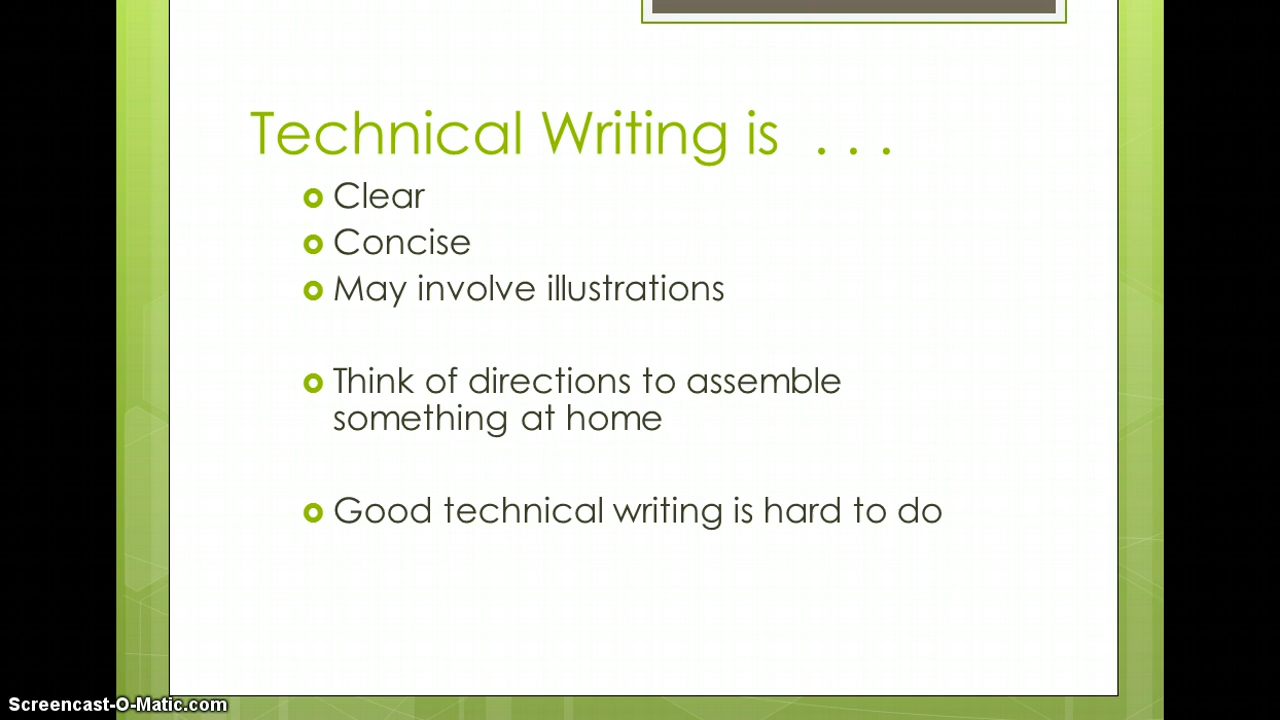 Technical Writing is . . .
Clear
Concise
May involve illustrations
Think of directions to assemble
something at home
Good technical writing is hard to do
Screencast-O-Matic.com